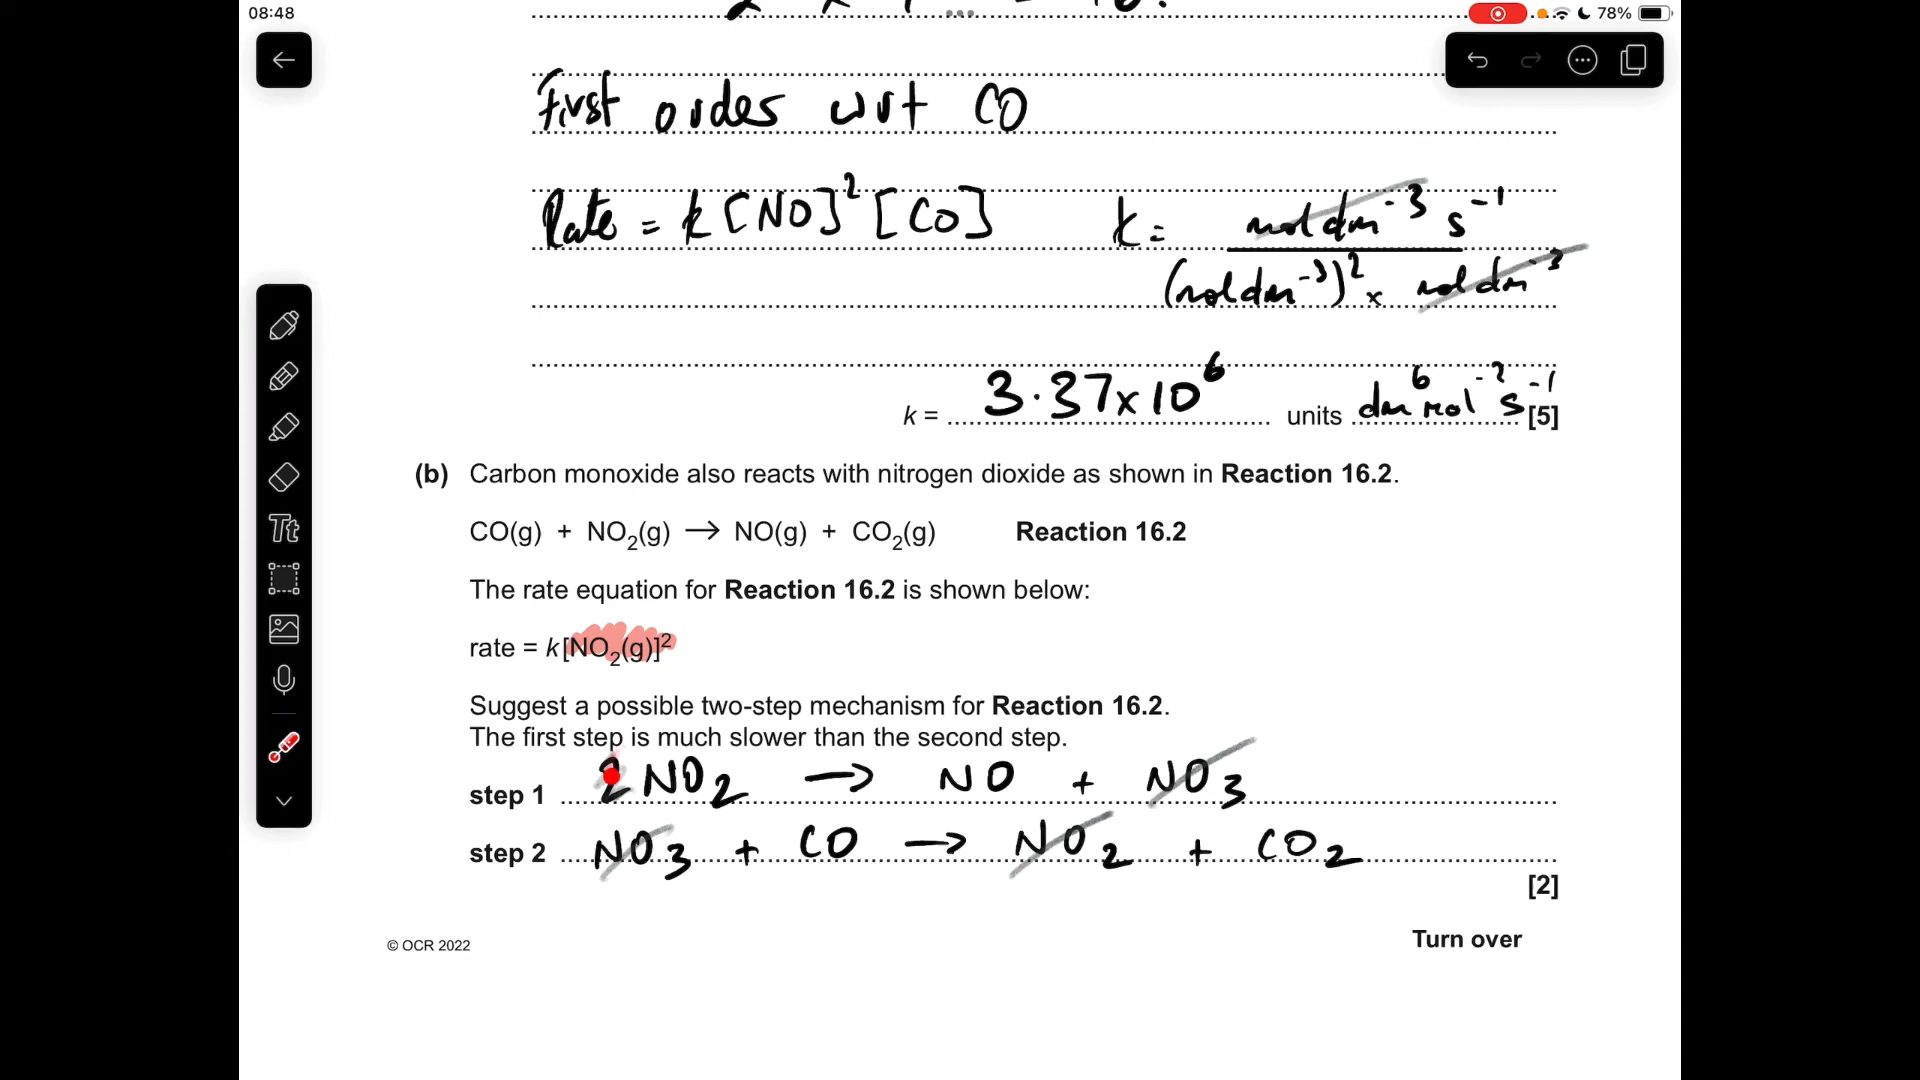 08:48
78%
First order wrt CO
Rate = k[NO]² [CO] k = mol dm⁻³ s⁻¹
(mol dm⁻³)² x mol dm⁻³
k = 3.37x10⁶ units dm⁶ mol⁻² s⁻¹ [5]
(b) Carbon monoxide also reacts with nitrogen dioxide as shown in Reaction 16.2.
CO(g) + NO₂(g) → NO(g) + CO₂(g) Reaction 16.2
The rate equation for Reaction 16.2 is shown below:
rate = k[NO₂(g)]²
Suggest a possible two-step mechanism for Reaction 16.2.
The first step is much slower than the second step.
step 1 2NO₂ → NO + NO₃
step 2 NO₃ + CO → NO₂ + CO₂
[2]
© OCR 2022
Turn over
Tt